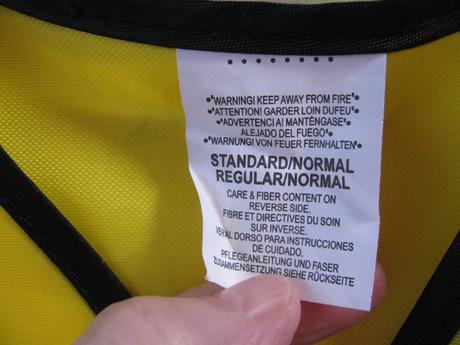 • • • • • • • •
•"WARNING! KEEP AWAY FROM FIRE"•
•"ATTENTION! GARDER LOIN DUFEU"•
•"ADVERTENCI A! MANTÉNGASE•
ALEJADO DEL FUEGO"•
•"WARNUNG! VON FEUER FERNHALTEN"•
STANDARD/NORMAL
REGULAR/NORMAL
CARE & FIBER CONTENT ON
REVERSE SIDE.
FIBRE ET DIRECTIVES DU SOIN
SUR INVERSE.
VER AL DORSO PARA INSTRUCCIONES
DE CUIDADO.
PFLEGEANLEITUNG UND FASER
ZUSAMMENSETZUNG SIEHE RÜCKSEITE